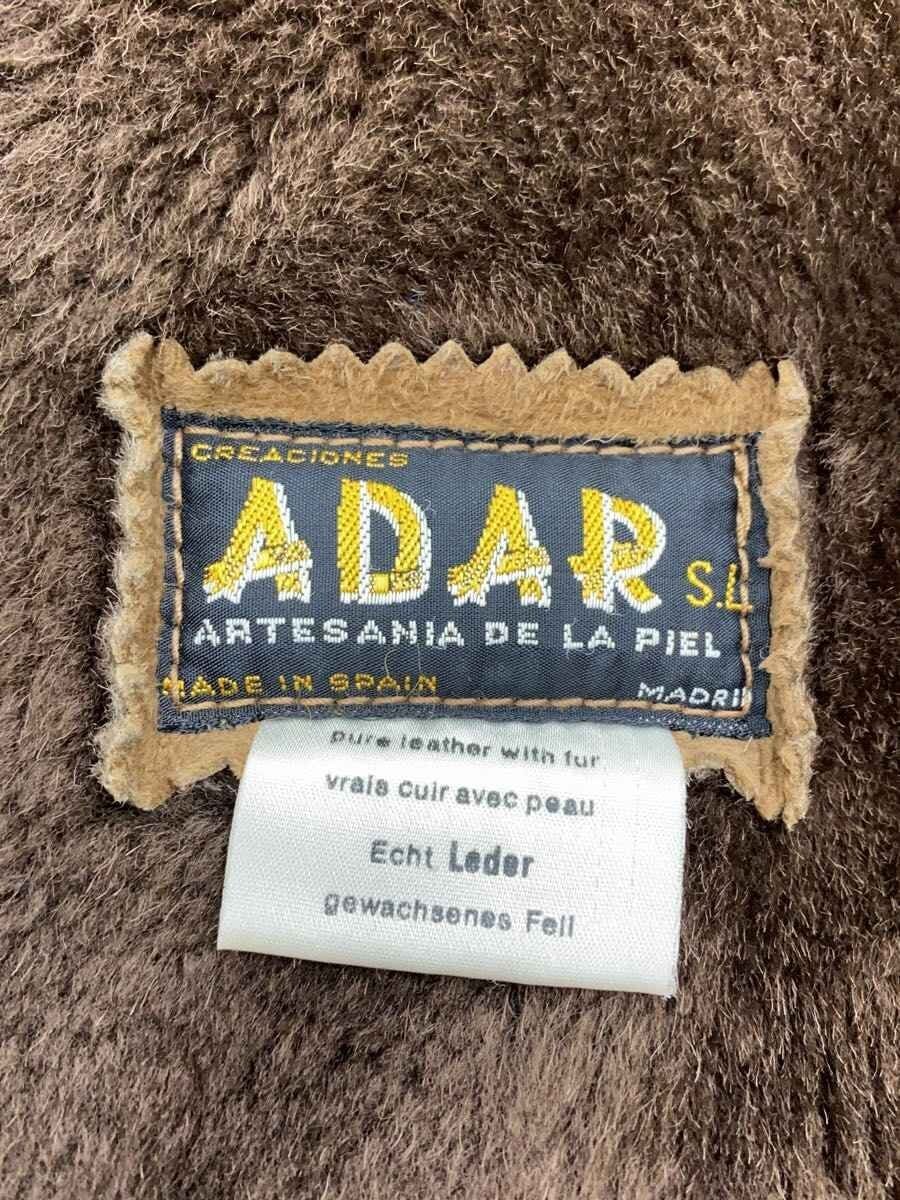 CREACIONES
ADAR S.L
ARTESANIA DE LA PIEL
MADE IN SPAIN MADRID
pure leather with fur
vrais cuir avec peau
Echt Leder
gewachsenes Fell